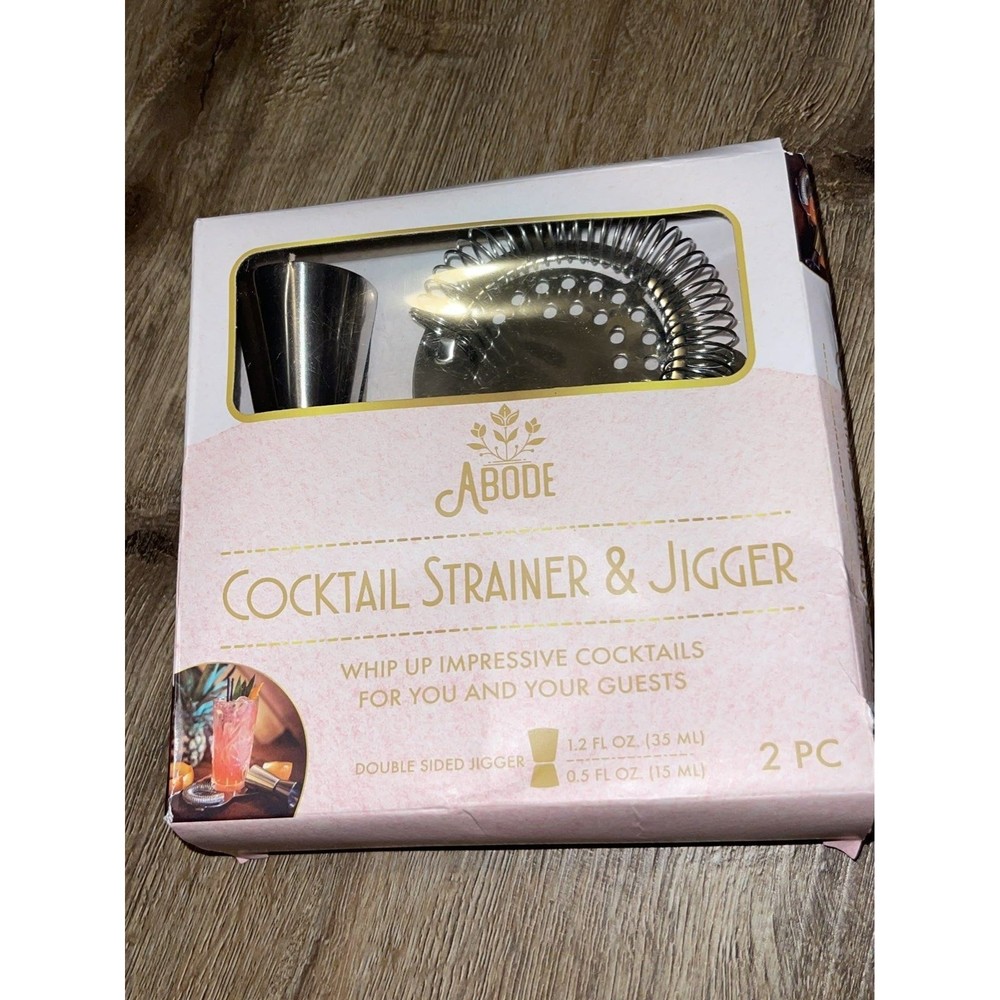 ABODE
COCKTAIL STRAINER & JIGGER
WHIP UP IMPRESSIVE COCKTAILS
FOR YOU AND YOUR GUESTS
DOUBLE SIDED JIGGER
1.2 FL OZ. (35 ML)
0.5 FL OZ. (15 ML)
2 PC